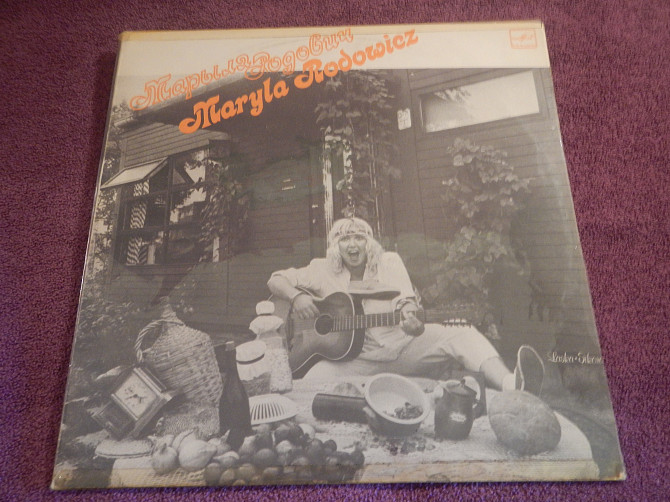 Марыля Родович
Maryla Rodowicz